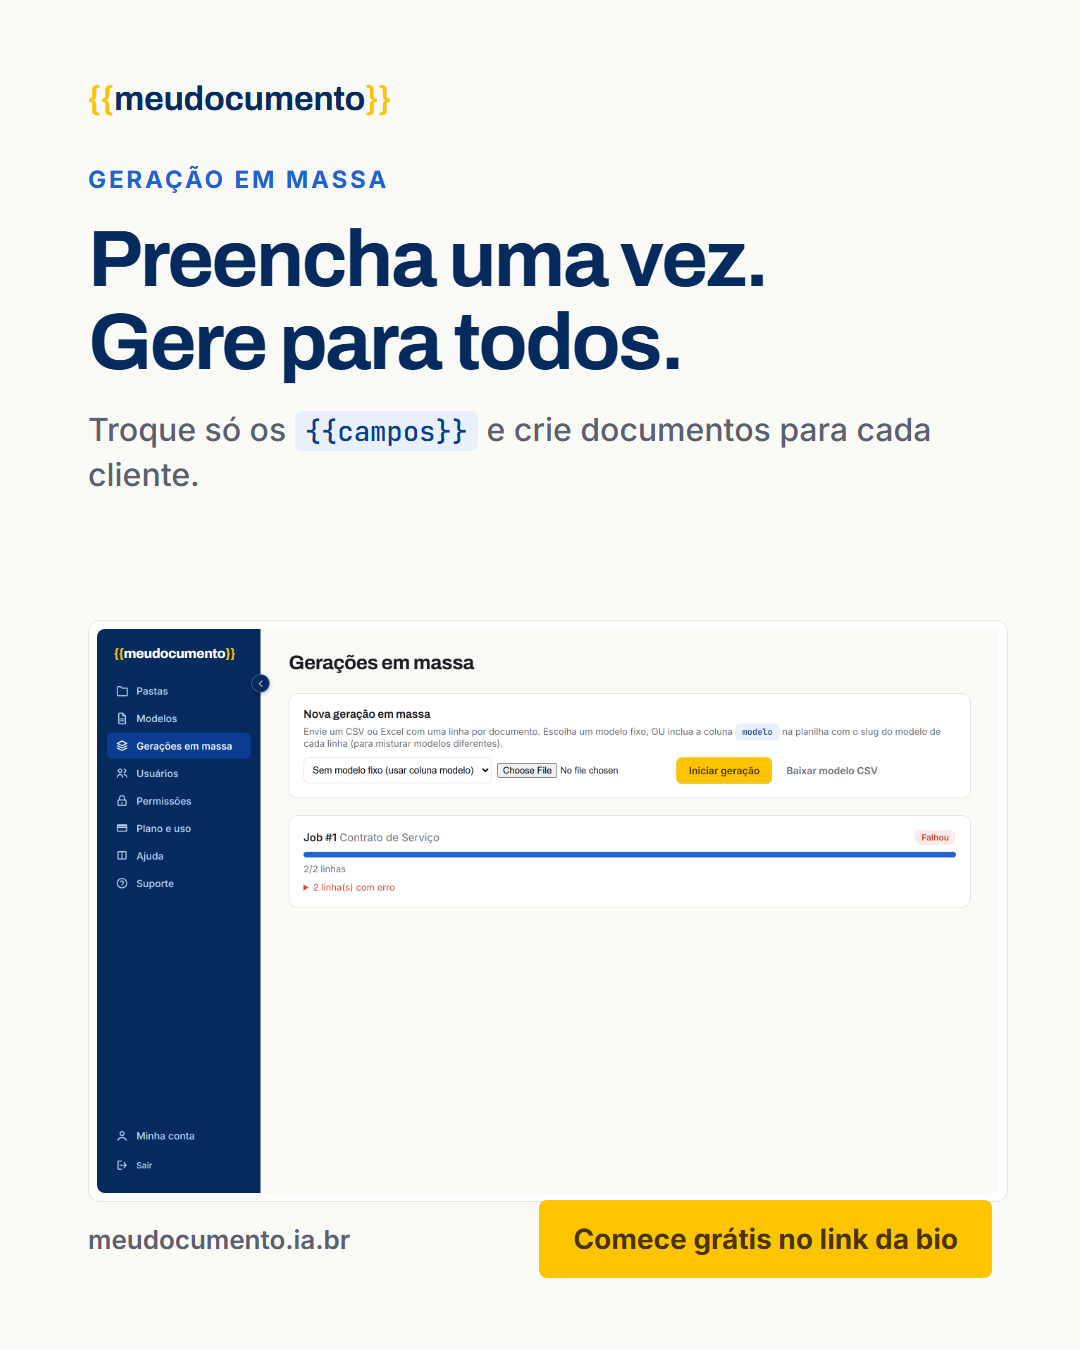 {{meudocumento}}
GERAÇÃO EM MASSA
Preencha uma vez.
Gere para todos.
Troque só os {{campos}} e crie documentos para cada
cliente.
{{meudocumento}}
Pastas
Modelos
Gerações em massa
Usuários
Permissões
Plano e uso
Ajuda
Suporte
Minha conta
Sair
Gerações em massa
Nova geração em massa
Envie um CSV ou Excel com uma linha por documento. Escolha um modelo fixo, OU inclua a coluna modelo na planilha com o slug do modelo de
cada linha (para misturar modelos diferentes).
Sem modelo fixo (usar coluna modelo) Choose File No file chosen Iniciar geração Baixar modelo CSV
Job #1 Contrato de Serviço Falhou
2/2 linhas
2 linha(s) com erro
meudocumento.ia.br
Comece grátis no link da bio